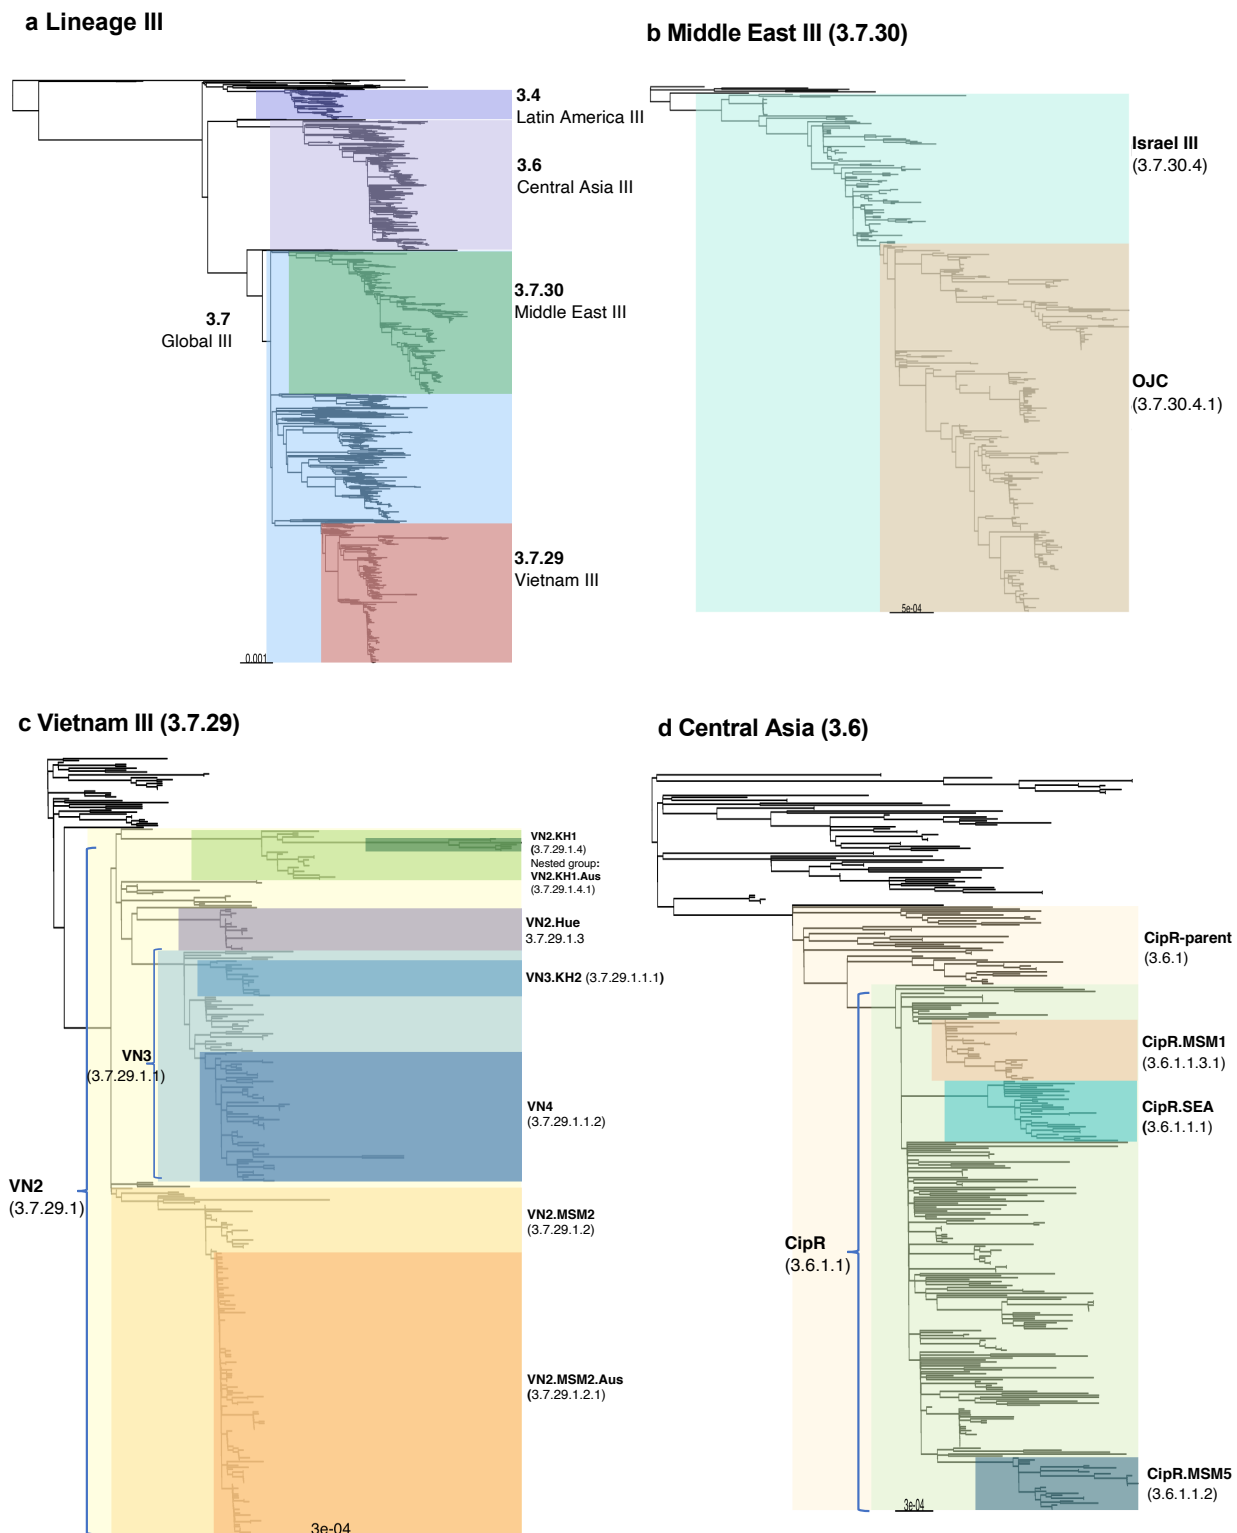 a Lineage III
3.4
Latin America III
3.6
Central Asia III
3.7.30
Middle East III
3.7
Global III
3.7.29
Vietnam III
0.001
b Middle East III (3.7.30)
Israel III
(3.7.30.4)
OJC
(3.7.30.4.1)
5e-04
c Vietnam III (3.7.29)
VN2.KH1
(3.7.29.1.4)
Nested group:
VN2.KH1.Aus
(3.7.29.1.4.1)
VN2.Hue
3.7.29.1.3
VN3.KH2 (3.7.29.1.1.1)
VN3
(3.7.29.1.1)
VN4
(3.7.29.1.1.2)
VN2
(3.7.29.1)
VN2.MSM2
(3.7.29.1.2)
VN2.MSM2.Aus
(3.7.29.1.2.1)
3e-04
d Central Asia (3.6)
CipR-parent
(3.6.1)
CipR.MSM1
(3.6.1.1.3.1)
CipR.SEA
(3.6.1.1.1)
CipR
(3.6.1.1)
CipR.MSM5
(3.6.1.1.2)
3e-04